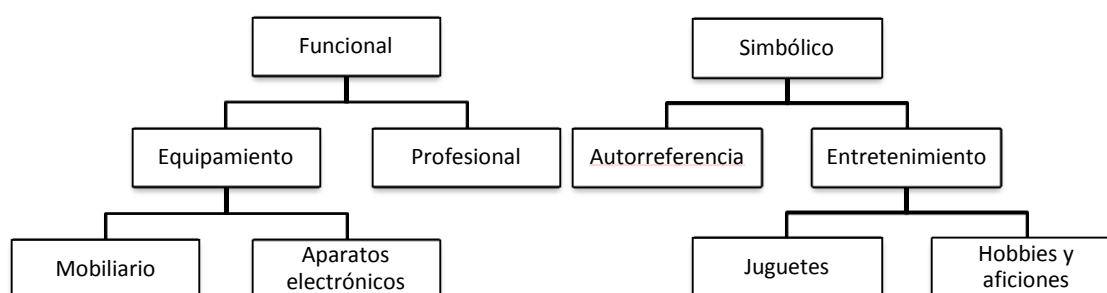 Funcional
Simbólico
Equipamiento
Profesional
Autorreferencia
Entretenimiento
Mobiliario
Aparatos
electrónicos
Juguetes
Hobbies y
aficiones